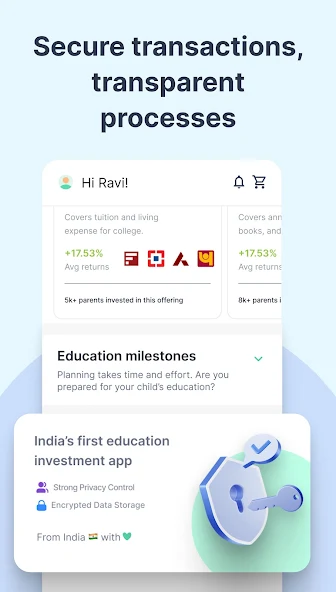 Secure transactions,
transparent
processes
Hi Ravi!
Covers tuition and living
expense for college.
+17.53%
Avg returns
5k+ parents invested in this offering
Covers ann
books, and
+17.53%
Avg returns
8k+ parents i
Education milestones
Planning takes time and effort. Are you
prepared for your child's education?
India's first education
investment app
Strong Privacy Control
Encrypted Data Storage
From India 🇮🇳 with 💚